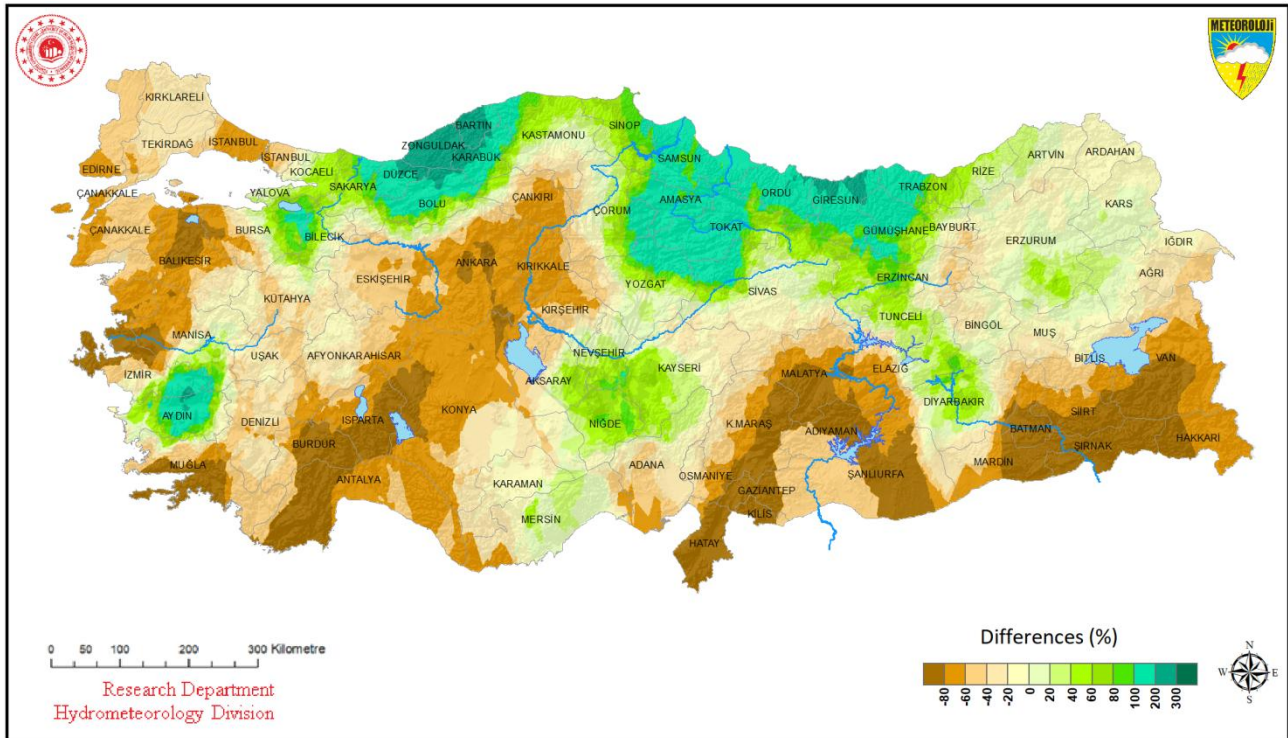 METEOROLOJİ
KIRKLARELİ
TEKİRDAĞ
İSTANBUL
İSTANBUL
EDİRNE
KOCAELİ
ÇANAKKALE
YALOVA
SAKARYA
DÜZCE
ZONGULDAK
BARTIN
KARABÜK
BOLU
KASTAMONU
SİNOP
SAMSUN
ÇANKIRI
ÇORUM
AMASYA
TOKAT
ORDU
GİRESUN
TRABZON
RİZE
ARTVİN
ARDAHAN
KARS
GÜMÜŞHANE
BAYBURT
ERZURUM
IĞDIR
AĞRI
ÇANAKKALE
BURSA
BİLECİK
BALIKESİR
ESKİŞEHİR
ANKARA
KIRIKKALE
KÜTAHYA
KIRŞEHİR
YOZGAT
SİVAS
ERZİNCAN
TUNCELİ
BİNGÖL
MUŞ
BİTLİS
VAN
MANİSA
UŞAK
AFYONKARAHİSAR
İZMİR
NEVŞEHİR
KAYSERİ
AKSARAY
MALATYA
ELAZIĞ
DİYARBAKIR
SİİRT
BATMAN
ŞIRNAK
HAKKARİ
AYDIN
DENİZLİ
ISPARTA
BURDUR
KONYA
NİĞDE
K.MARAŞ
ADIYAMAN
MARDİN
ŞANLIURFA
MUĞLA
ANTALYA
KARAMAN
ADANA
OSMANİYE
GAZİANTEP
KİLİS
MERSİN
HATAY
0 50 100 200 300 Kilometre
Research Department
Hydrometeorology Division
Differences (%)
-80 -60 -40 -20 0 20 40 60 80 100 200 300
N
W E
S